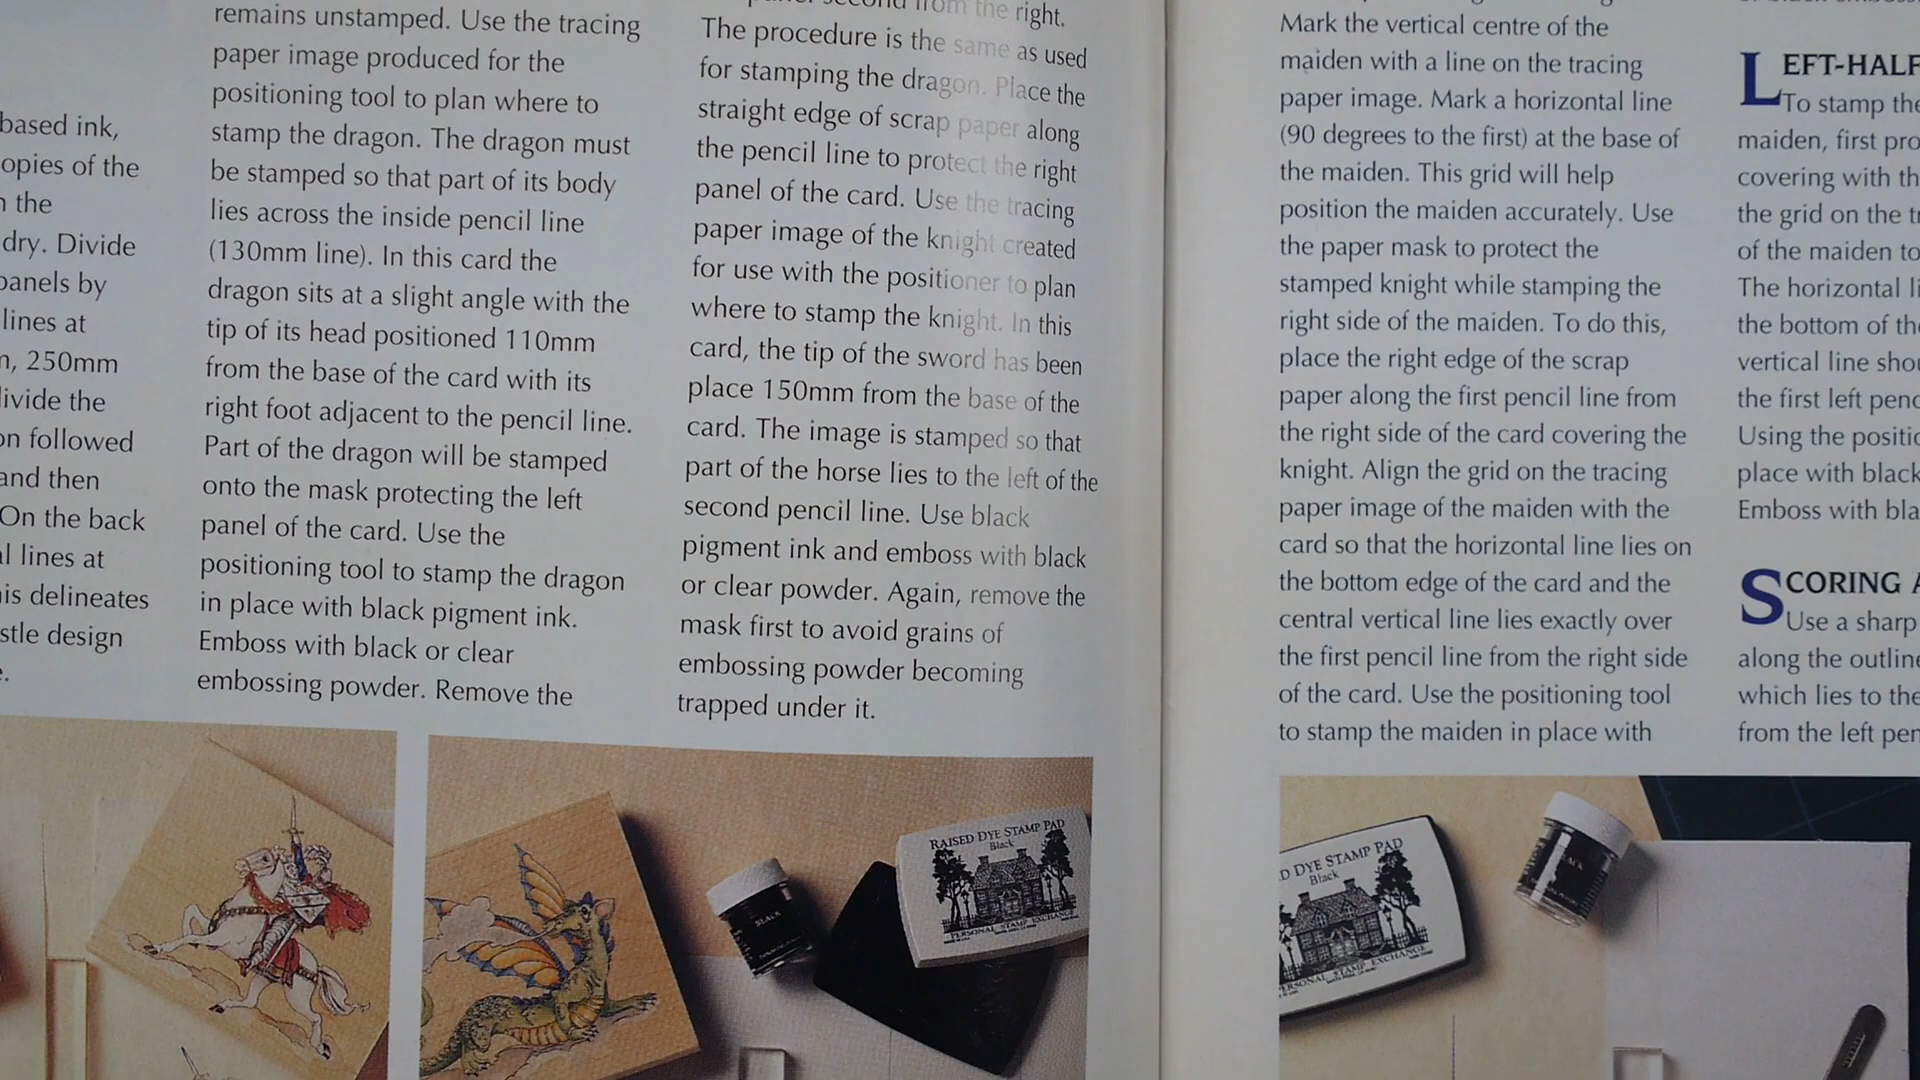 based ink,
opies of the
the
dry. Divide
panels by
lines at
250mm
divide the
on followed
and then
On the back
lines at
his delineates
stle design
remains unstamped. Use the tracing
paper image produced for the
positioning tool to plan where to
stamp the dragon. The dragon must
be stamped so that part of its body
lies across the inside pencil line
(130mm line). In this card the
dragon sits at a slight angle with the
tip of its head positioned 110mm
from the base of the card with its
right foot adjacent to the pencil line.
Part of the dragon will be stamped
onto the mask protecting the left
panel of the card. Use the
positioning tool to stamp the dragon
in place with black pigment ink.
Emboss with black or clear
embossing powder. Remove the
second from the right.
The procedure is the same as used
for stamping the dragon. Place the
straight edge of scrap paper along
the pencil line to protect the right
panel of the card. Use the tracing
paper image of the knight created
for use with the positioner to plan
where to stamp the knight. In this
card, the tip of the sword has been
place 150mm from the base of the
card. The image is stamped so that
part of the horse lies to the left of the
second pencil line. Use black
pigment ink and emboss with black
or clear powder. Again, remove the
mask first to avoid grains of
embossing powder becoming
trapped under it.
RAISED DYE STAMP PAD
Black
PERSONAL STAMP EXCHANGE
BLACK
Mark the vertical centre of the
maiden with a line on the tracing
paper image. Mark a horizontal line
(90 degrees to the first) at the base of
the maiden. This grid will help
position the maiden accurately. Use
the paper mask to protect the
stamped knight while stamping the
right side of the maiden. To do this,
place the right edge of the scrap
paper along the first pencil line from
the right side of the card covering the
knight. Align the grid on the tracing
paper image of the maiden with the
card so that the horizontal line lies on
the bottom edge of the card and the
central vertical line lies exactly over
the first pencil line from the right side
of the card. Use the positioning tool
to stamp the maiden in place with
D DYE STAMP PAD
Black
PERSONAL STAMP EXCHANGE
LEFT-HALF
To stamp the
maiden, first pro
covering with th
the grid on the t
of the maiden to
The horizontal li
the bottom of the
vertical line shou
the first left penc
Using the positio
place with black
Emboss with bla
SCORING A
Use a sharp
along the outline
which lies to the
from the left pen